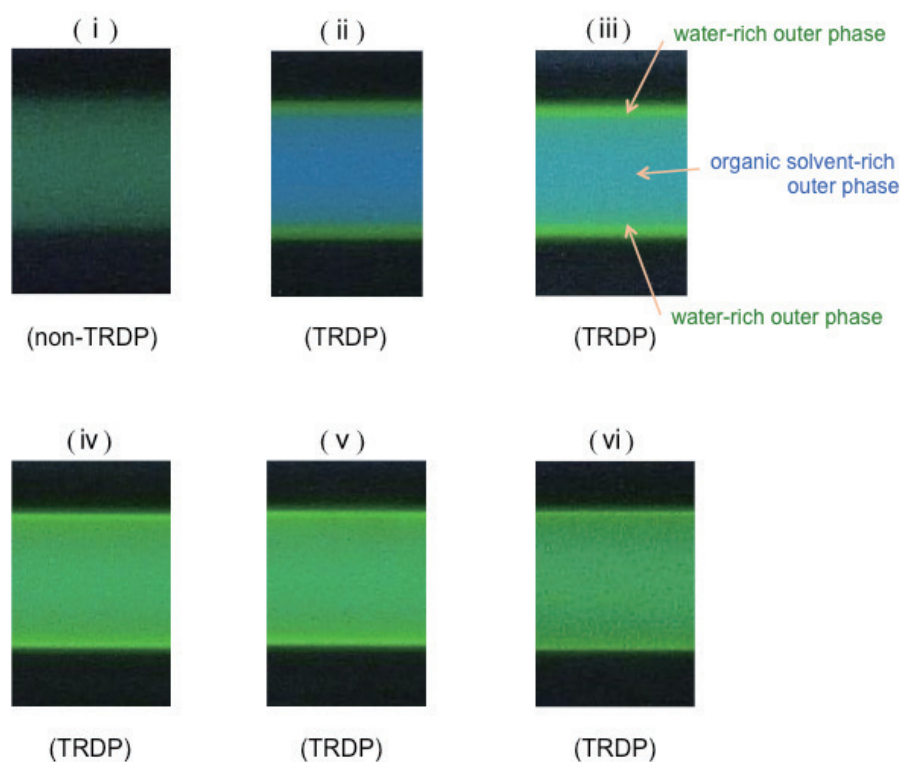 ( i )
( ii )
(iii)
water-rich outer phase
organic solvent-rich
outer phase
water-rich outer phase
(non-TRDP)
(TRDP)
(TRDP)
( iv )
( v )
( vi )
(TRDP)
(TRDP)
(TRDP)